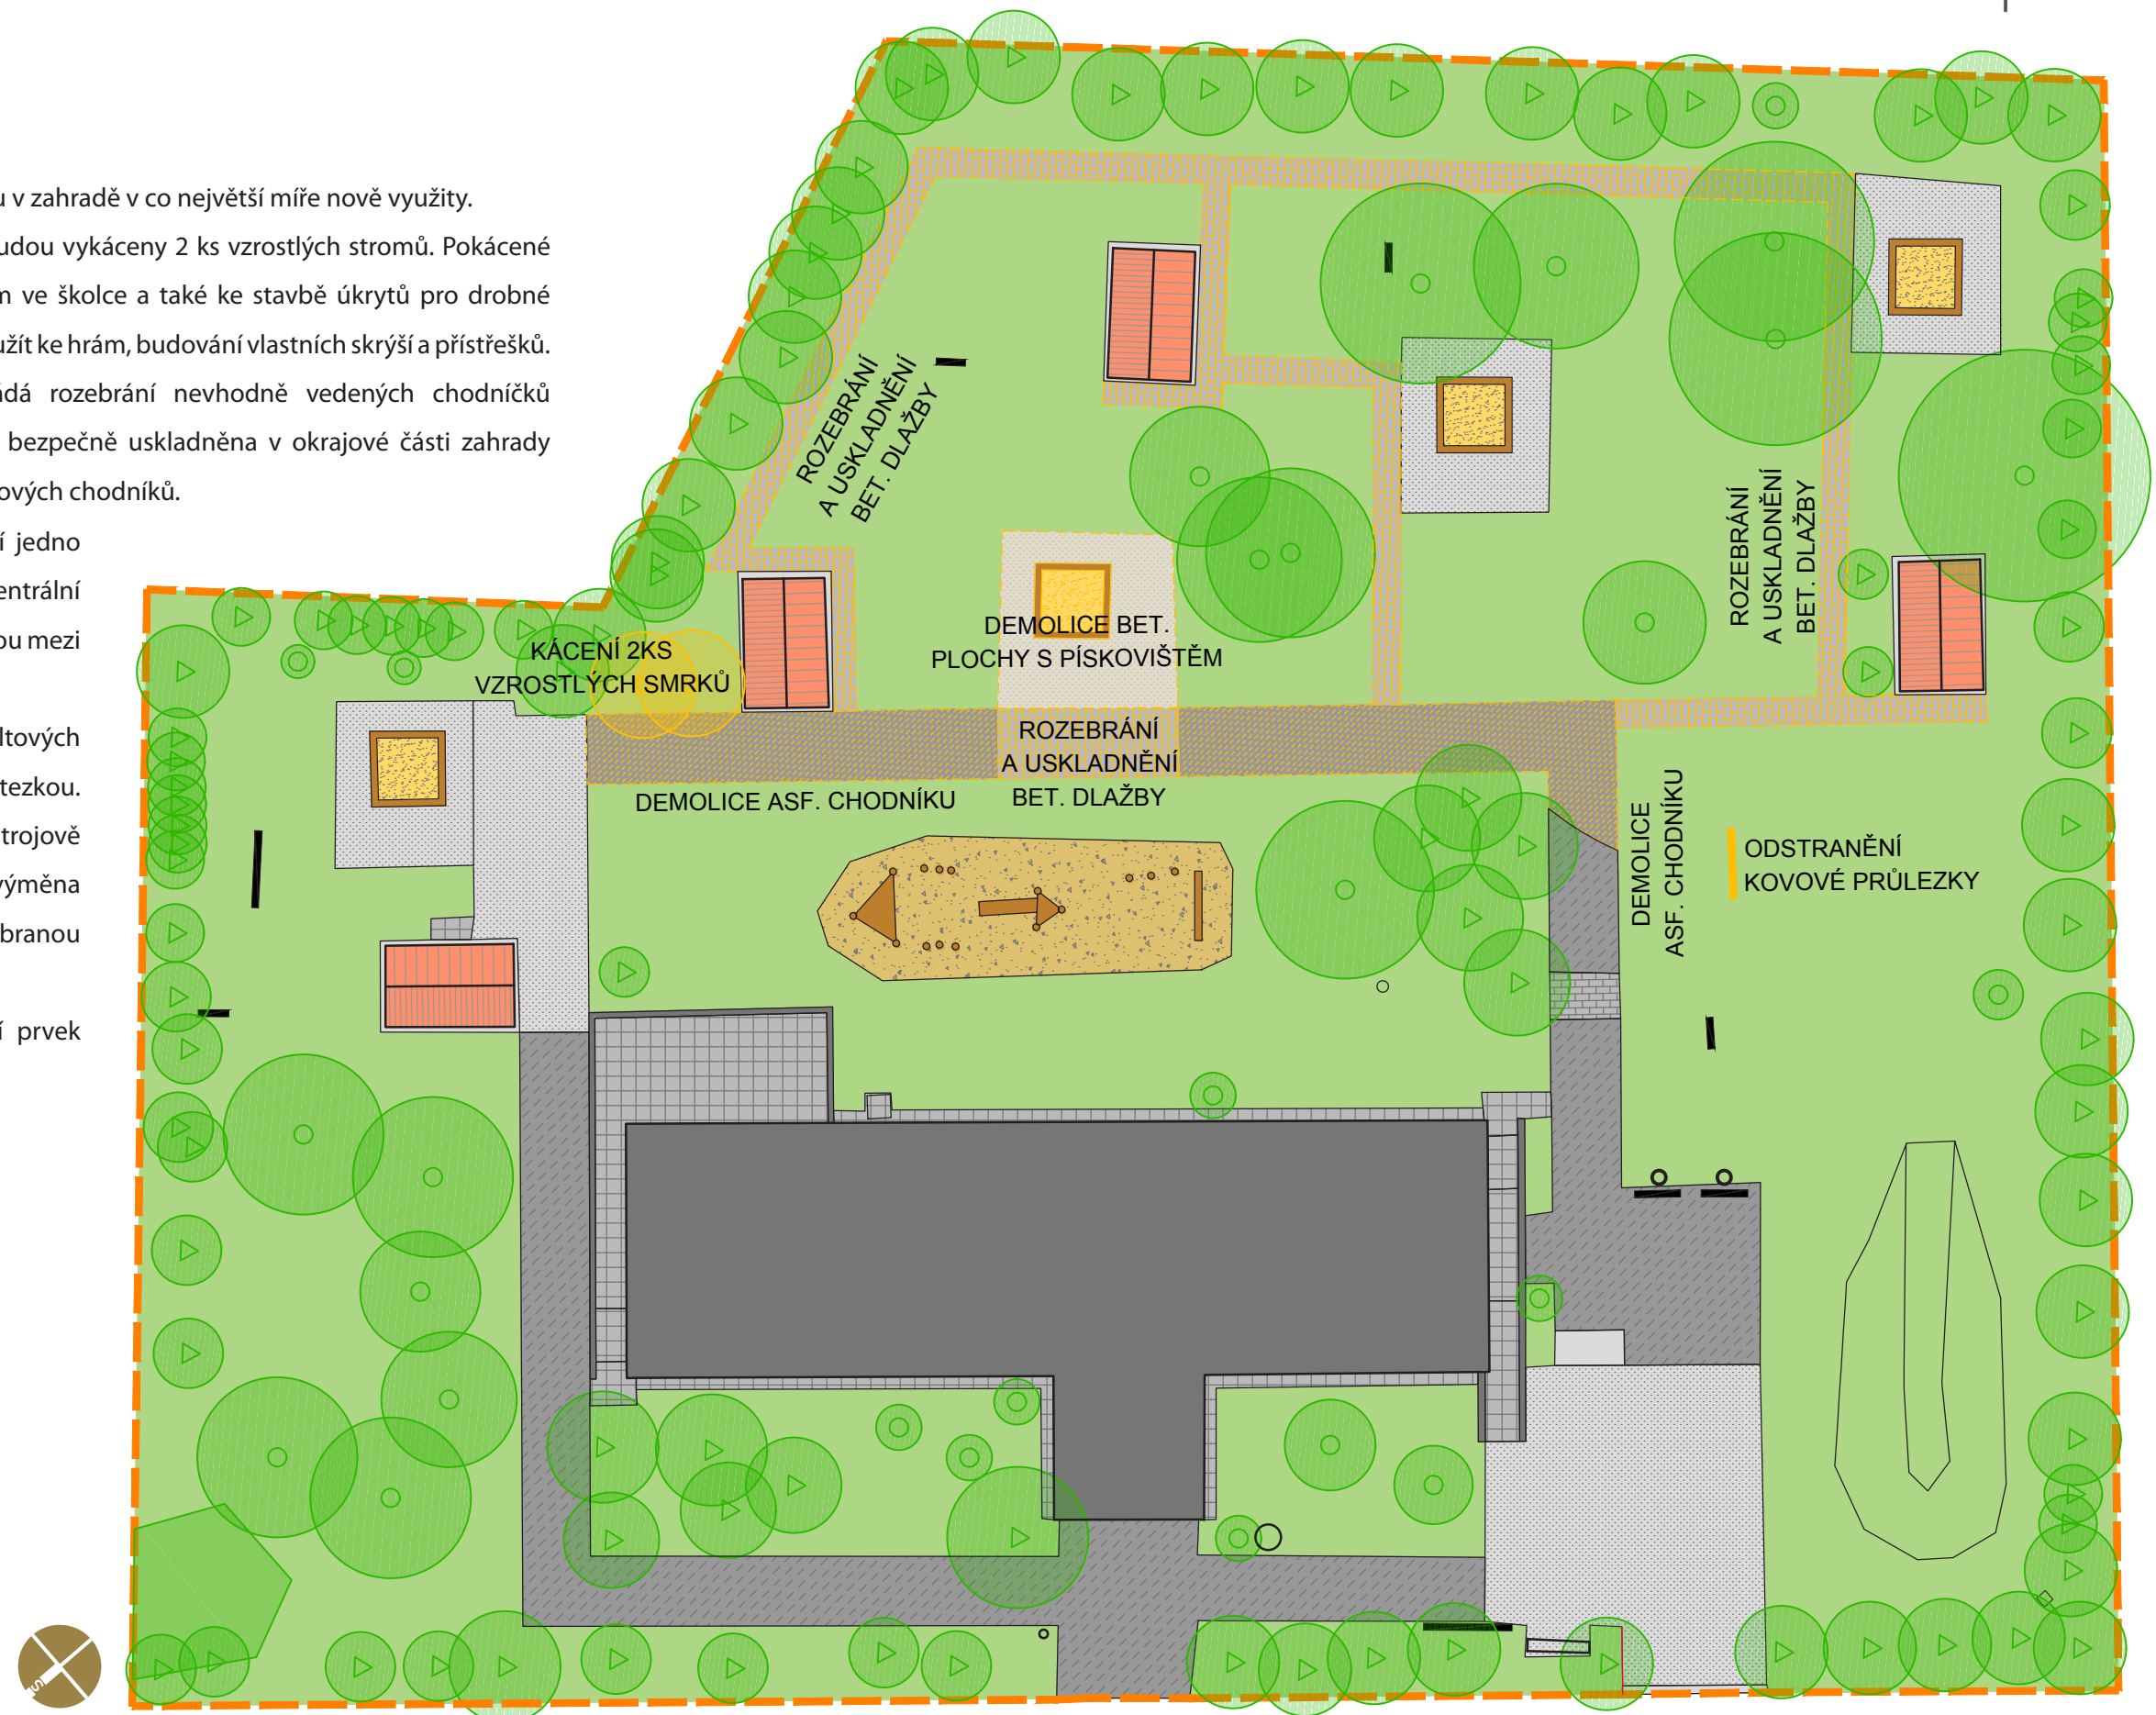 u v zahradě v co největší míře nově využity.
udou vykáceny 2 ks vzrostlých stromů. Pokácené
m ve školce a také ke stavbě úkrytů pro drobné
užít ke hrám, budování vlastních skrýší a přístřešků.
ádá rozebrání nevhodně vedených chodníčků
bezpečně uskladněna v okrajové části zahrady
ových chodníků.
í jedno
entrální
ou mezi
ltových
tezkou.
trojově
výměna
branou
í prvek
ROZEBRÁNÍ
A USKLADNĚNÍ
BET. DLAŽBY
KÁCENÍ 2KS
VZROSTLÝCH SMRKŮ
DEMOLICE BET.
PLOCHY S PÍSKOVIŠTĚM
ROZEBRÁNÍ
A USKLADNĚNÍ
BET. DLAŽBY
ROZEBRÁNÍ
A USKLADNĚNÍ
BET. DLAŽBY
DEMOLICE ASF. CHODNÍKU
DEMOLICE
ASF. CHODNÍKU
ODSTRANĚNÍ
KOVOVÉ PRŮLEZKY
S